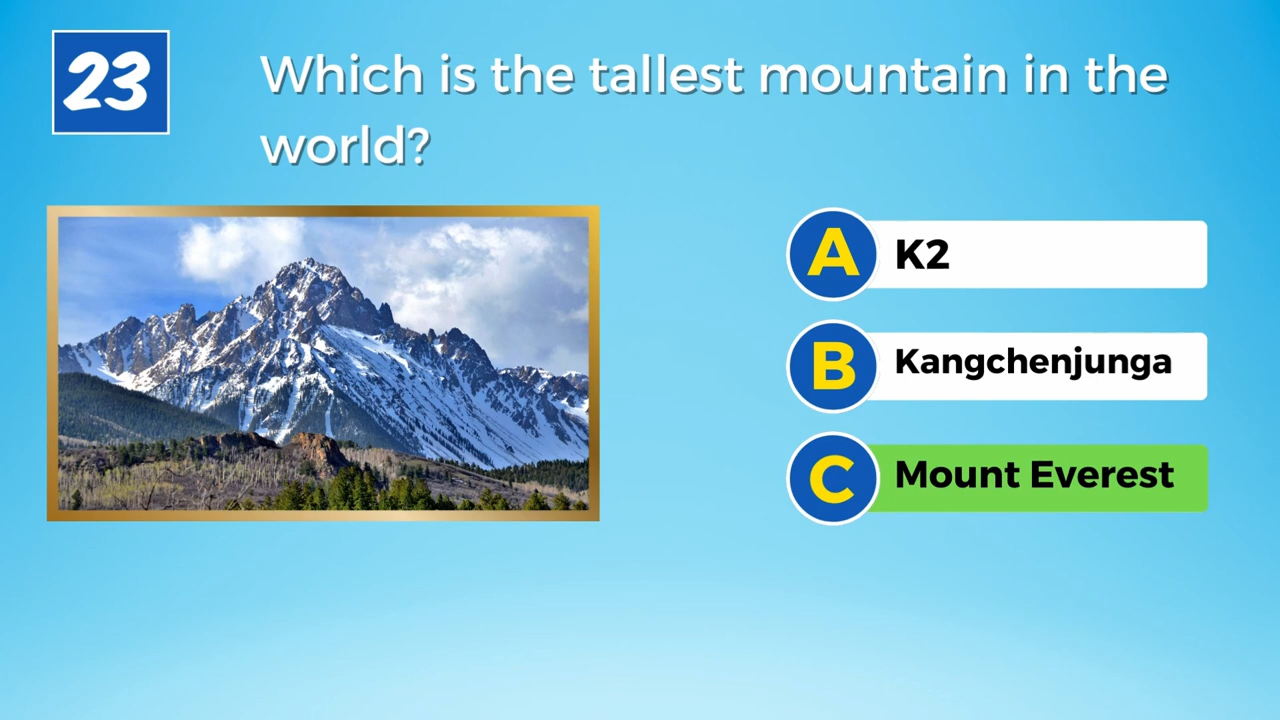 23
Which is the tallest mountain in the
world?
A K2
B Kangchenjunga
C Mount Everest